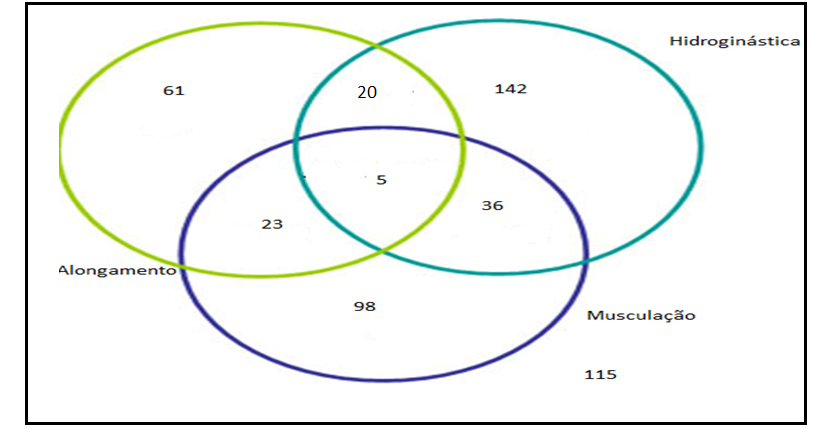 Hidroginástica
61
20
142
5
36
23
Alongamento
98
Musculação
115